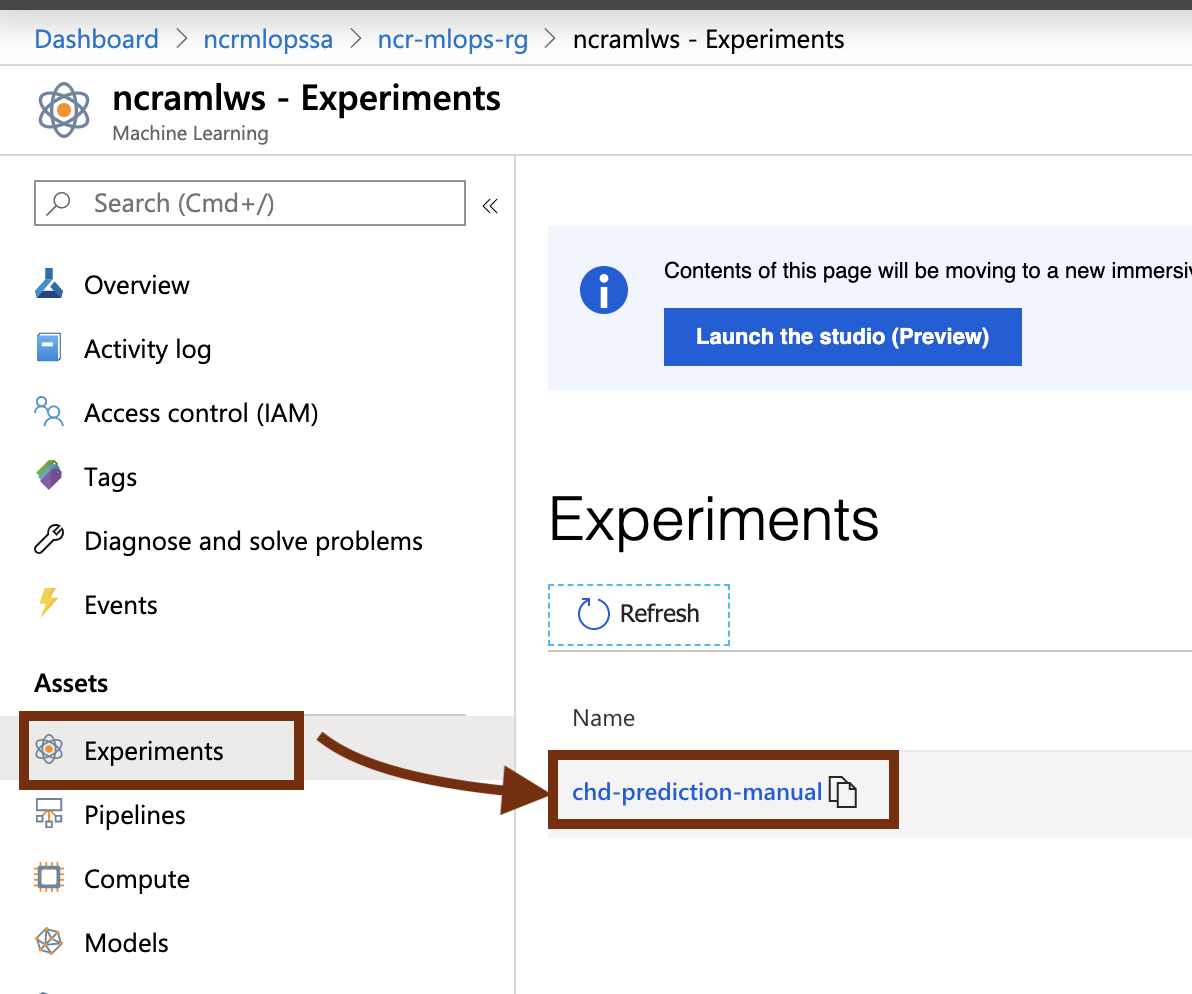 Dashboard > ncrmlopssa > ncr-mlops-rg > ncramlws - Experiments
ncramlws - Experiments
Machine Learning
Search (Cmd+/)
«
Overview
Activity log
Access control (IAM)
Tags
Diagnose and solve problems
Events
Assets
Experiments
Pipelines
Compute
Models
Contents of this page will be moving to a new
Launch the studio (Preview)
Experiments
Refresh
Name
chd-prediction-manual